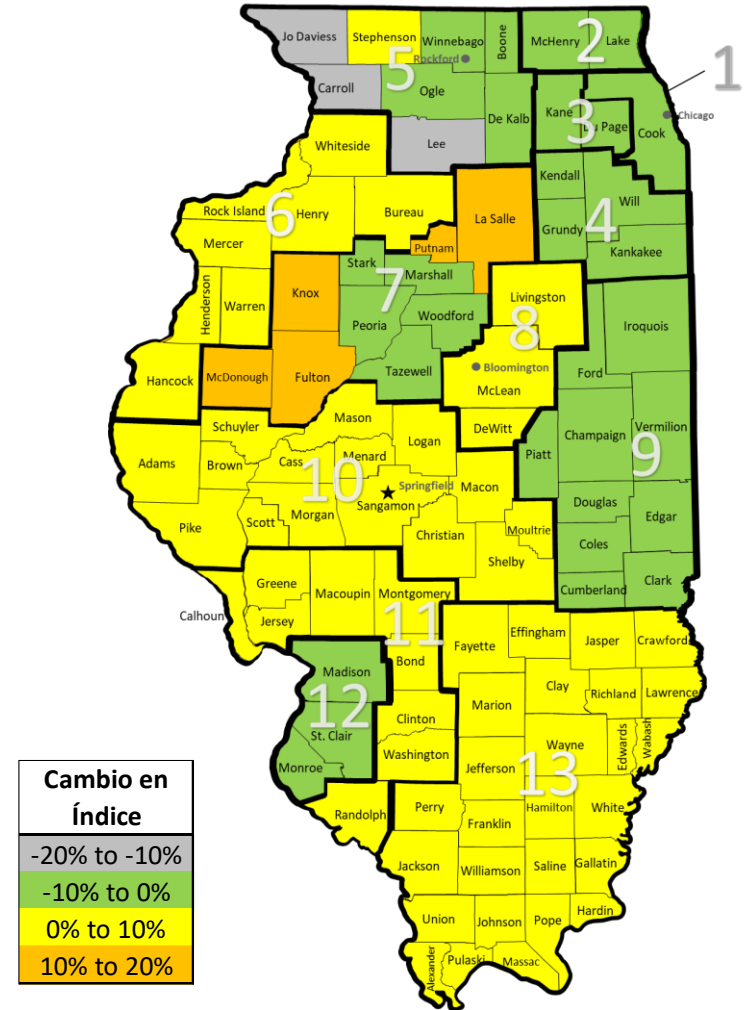 Jo Daviess
Stephenson
Winnebago
Boone
McHenry
Lake
2
1
5
Rockford
Carroll
Ogle
Kane
3
Du Page
Cook
Chicago
De Kalb
Lee
Whiteside
Kendall
Will
La Salle
Rock Island
6
Henry
Bureau
Grundy
4
Mercer
Putnam
Kankakee
Stark
7
Marshall
Henderson
Warren
Knox
Livingston
Woodford
8
Peoria
Iroquois
Hancock
McDonough
Fulton
Tazewell
Bloomington
McLean
Ford
Mason
Schuyler
Logan
DeWitt
Champaign
Vermilion
Adams
Brown
Cass
Menard
Piatt
9
10
Springfield
Macon
Sangamon
Pike
Scott
Morgan
Christian
Moultrie
Douglas
Edgar
Shelby
Coles
Greene
Macoupin
Montgomery
Cumberland
Clark
Calhoun
Jersey
11
Fayette
Effingham
Jasper
Crawford
Bond
Madison
Clay
Richland
Lawrence
12
Marion
Clinton
St. Clair
Wayne
Edwards
Wabash
Washington
Monroe
Jefferson
13
Randolph
Perry
Hamilton
White
Franklin
Jackson
Williamson
Saline
Gallatin
Union
Johnson
Pope
Hardin
Alexander
Pulaski
Massac
Cambio en
Índice
-20% to -10%
-10% to 0%
0% to 10%
10% to 20%